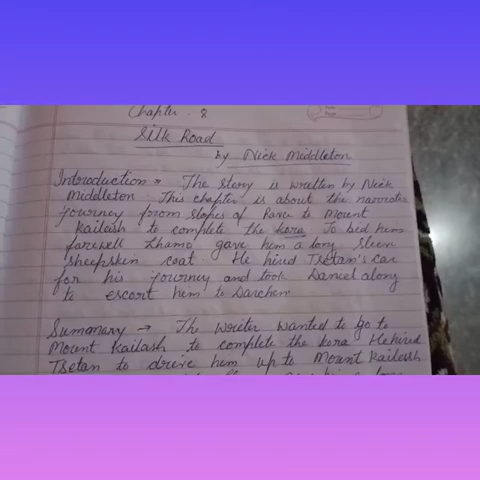 Chapter. 8
Silk Road
by Nick Middleton
Introduction → The story is written by Nick
Middleton. This chapter is about the narrative
journey from slopes of Ravu to Mount
Kailash to complete the kora. To bid him
farewell Lhamo gave him a long sleen
sheepskin coat. He hired Tsetan's car
for his journey and took Daniel along
to escort him to Darchen
Summary → The writer wanted to go to
Mount Kailash to complete the kora He hired
Tsetan to drive him up to Mount Kailash